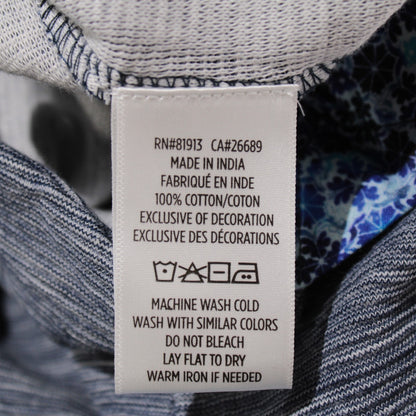 RN#81913 CA#26689
MADE IN INDIA
FABRIQUÉ EN INDE
100% COTTON/COTON
EXCLUSIVE OF DECORATION
EXCLUSIVE DES DÉCORATIONS
MACHINE WASH COLD
WASH WITH SIMILAR COLORS
DO NOT BLEACH
LAY FLAT TO DRY
WARM IRON IF NEEDED